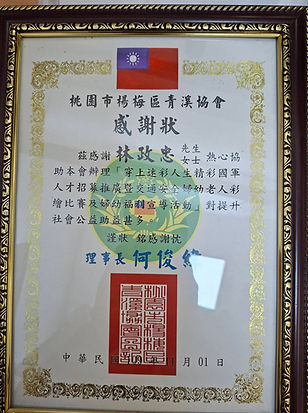 桃園市楊梅區青溪協會
感謝狀
茲感謝 林政忠 先生 女士 熱心協
助本會辦理「穿上迷彩人生精彩國軍
人才招募推廣暨交通安全婦幼老人彩
繪比賽及婦幼福利宣導活動」對提升
社會公益助益甚多
謹狀 銘感謝忱
理事長 何俊
中華民國 月01日